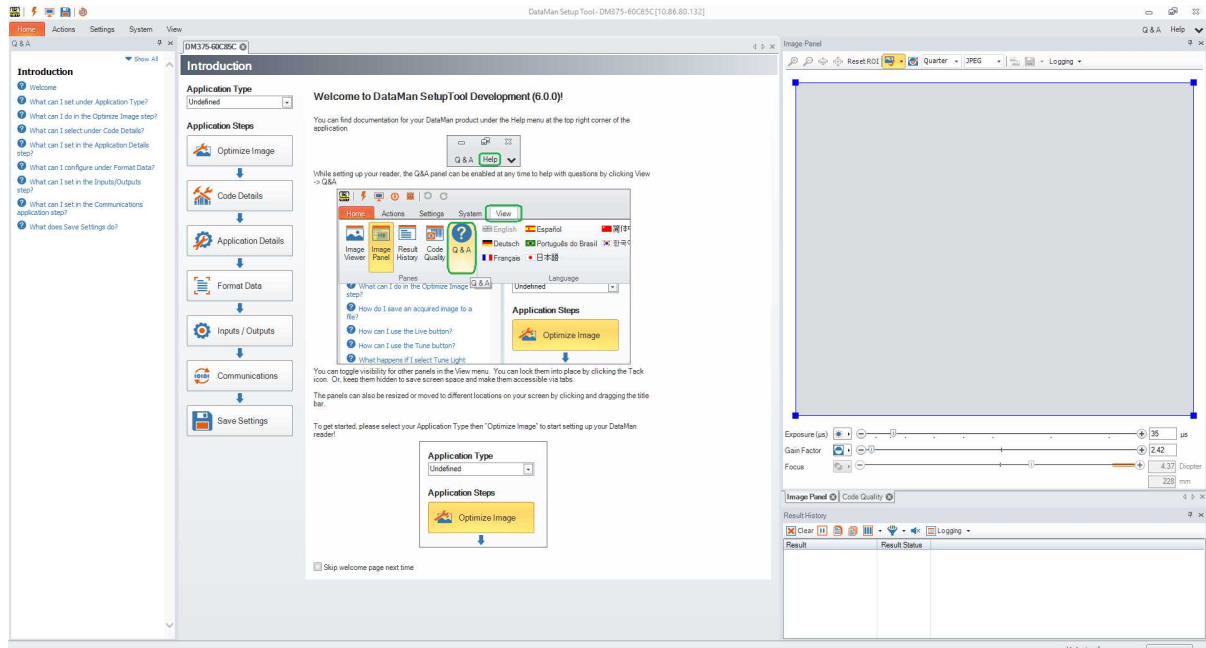 DataMan Setup Tool - DM375-60C85C [10.86.80.132]
Home Actions Settings System View
Q & A Help
Q & A
Show All
Introduction
Welcome
What can I set under Application Type?
What can I do in the Optimize Image step?
What can I select under Code Details?
What can I set in the Application Details
step?
What can I configure under Format Data?
What can I set in the Inputs/Outputs
step?
What can I set in the Communications
application step?
What does Save Settings do?
DM375-60C85C
Introduction
Application Type
Undefined
Application Steps
Optimize Image
Code Details
Application Details
Format Data
Inputs / Outputs
Communications
Save Settings
Welcome to DataMan SetupTool Development (6.0.0)!
You can find documentation for your DataMan product under the Help menu at the top right corner of the
application.
Q & A Help
While setting up your reader, the Q&A panel can be enabled at any time to help with questions by clicking View
-> Q&A
Home Actions Settings System View
Image
Viewer
Image
Panel
Result
History
Code
Quality
Q & A
English Español
Deutsch Português do Brasil
Français 日本語
Panes Language
Q & A
What can I do in the Optimize Image
step?
How do I save an acquired image to a
file?
How can I use the Live button?
How can I use the Tune button?
What happens if I select Tune Light
Undefined
Application Steps
Optimize Image
You can toggle visibility for other panels in the View menu. You can lock them into place by clicking the Tack
icon. Or, keep them hidden to save screen space and make them accessible via tabs.
The panels can also be resized or moved to different locations on your screen by clicking and dragging the title
bar.
To get started, please select your Application Type then "Optimize Image" to start setting up your DataMan
reader!
Application Type
Undefined
Application Steps
Optimize Image
Skip welcome page next time
Image Panel
Reset ROI Quarter JPEG Logging
Exposure (µs) 35 µs
Gain Factor 2.42
Focus 4.37 Diopter
228 mm
Image Panel Code Quality
Result History
Clear Logging
Result Result Status